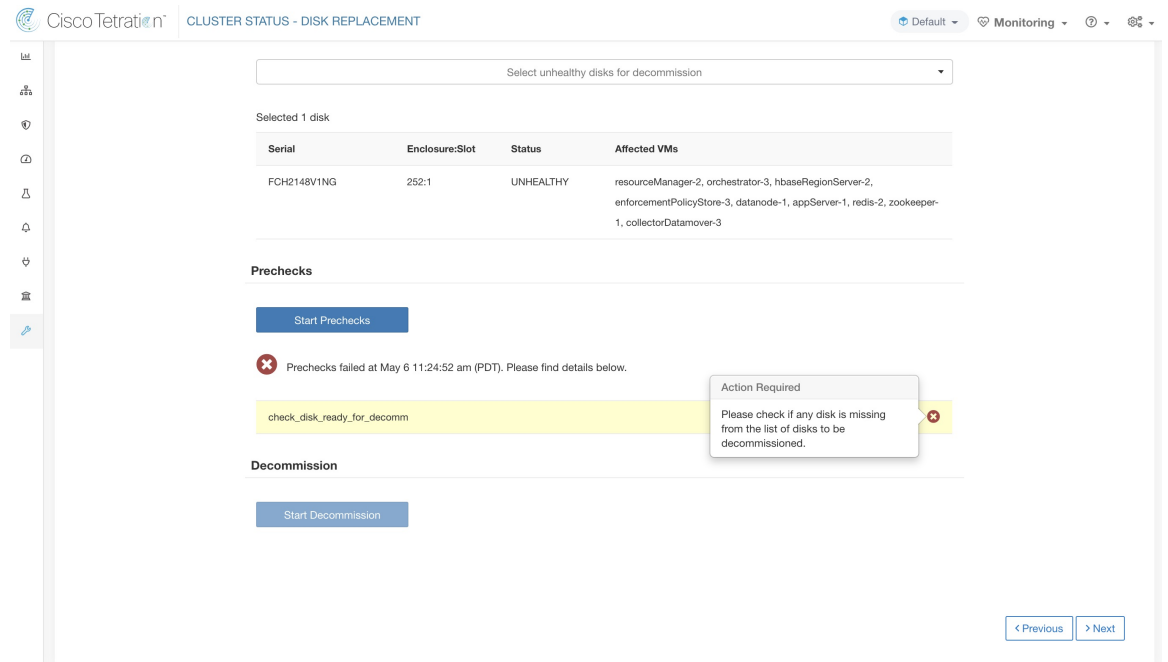 Cisco Tetration™
CLUSTER STATUS - DISK REPLACEMENT
Default
Monitoring
Select unhealthy disks for decommission
Selected 1 disk
Serial Enclosure:Slot Status Affected VMs
FCH2148V1NG 252:1 UNHEALTHY resourceManager-2, orchestrator-3, hbaseRegionServer-2,
enforcementPolicyStore-3, datanode-1, appServer-1, redis-2, zookeeper-
1, collectorDatamover-3
Prechecks
Start Prechecks
Prechecks failed at May 6 11:24:52 am (PDT). Please find details below.
Action Required
Please check if any disk is missing
from the list of disks to be
decommissioned.
check_disk_ready_for_decomm
Decommission
Start Decommission
< Previous
> Next